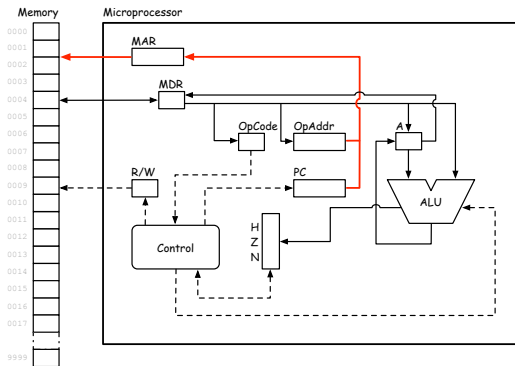 Memory
Microprocessor
0000
0001
0002
0003
0004
0005
0006
0007
0008
0009
0010
0011
0012
0013
0014
0015
0016
0017
9999
MAR
MDR
OpCode
OpAddr
A
R/W
PC
ALU
H
Z
N
Control